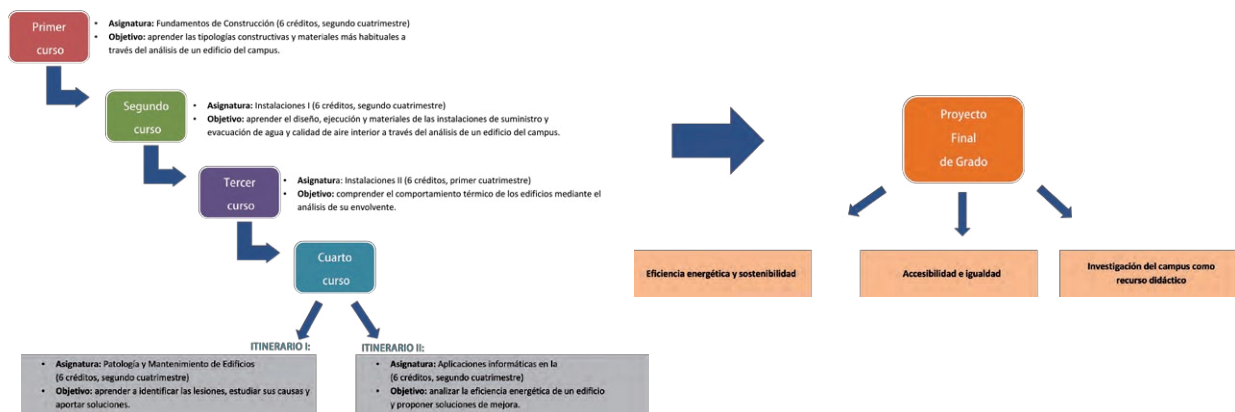 Primer
curso
• Asignatura: Fundamentos de Construcción (6 créditos, segundo cuatrimestre)
• Objetivo: aprender las tipologías constructivas y materiales más habituales a
través del análisis de un edificio del campus.
Segundo
curso
• Asignatura: Instalaciones I (6 créditos, segundo cuatrimestre)
• Objetivo: aprender el diseño, ejecución y materiales de las instalaciones de suministro y
evacuación de agua y calidad de aire interior a través del análisis de un edificio del campus.
Tercer
curso
• Asignatura: Instalaciones II (6 créditos, primer cuatrimestre)
• Objetivo: comprender el comportamiento térmico de los edificios mediante el
análisis de su envolvente.
Cuarto
curso
ITINERARIO I:
• Asignatura: Patología y Mantenimiento de Edificios
(6 créditos, segundo cuatrimestre)
• Objetivo: aprender a identificar las lesiones, estudiar sus causas y
aportar soluciones.
ITINERARIO II:
• Asignatura: Aplicaciones informáticas en la
(6 créditos, segundo cuatrimestre)
• Objetivo: analizar la eficiencia energética de un edificio
y proponer soluciones de mejora.
Proyecto
Final
de Grado
Eficiencia energética y sostenibilidad
Accesibilidad e igualdad
Investigación del campus como
recurso didáctico